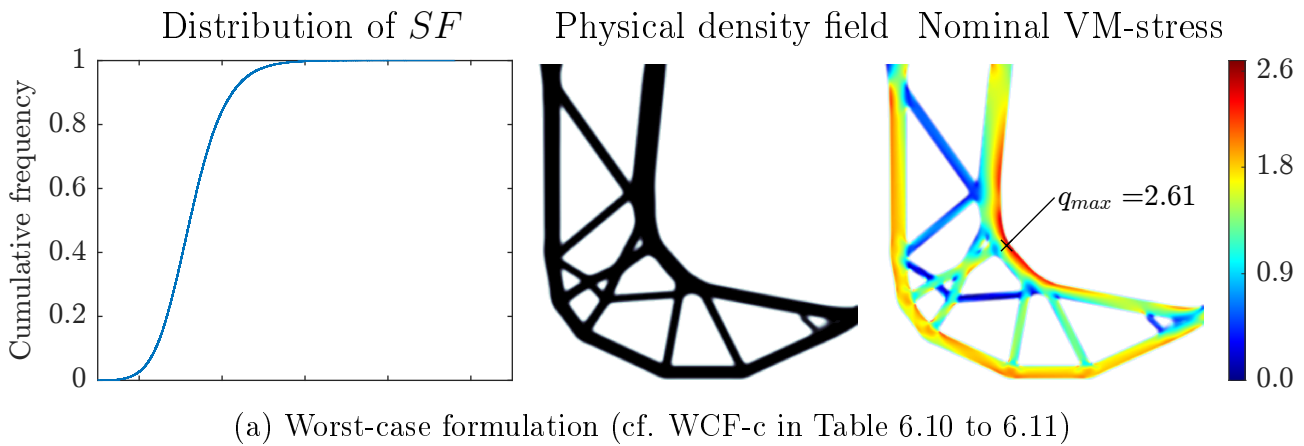 Distribution of SF
Physical density field
Nominal VM-stress
Cumulative frequency
1
0.8
0.6
0.4
0.2
0
q_max =2.61
2.6
1.8
0.9
0.0
(a) Worst-case formulation (cf. WCF-c in Table 6.10 to 6.11)